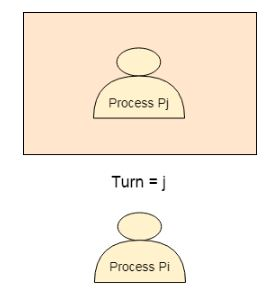 Process Pj
Turn = j
Process Pi